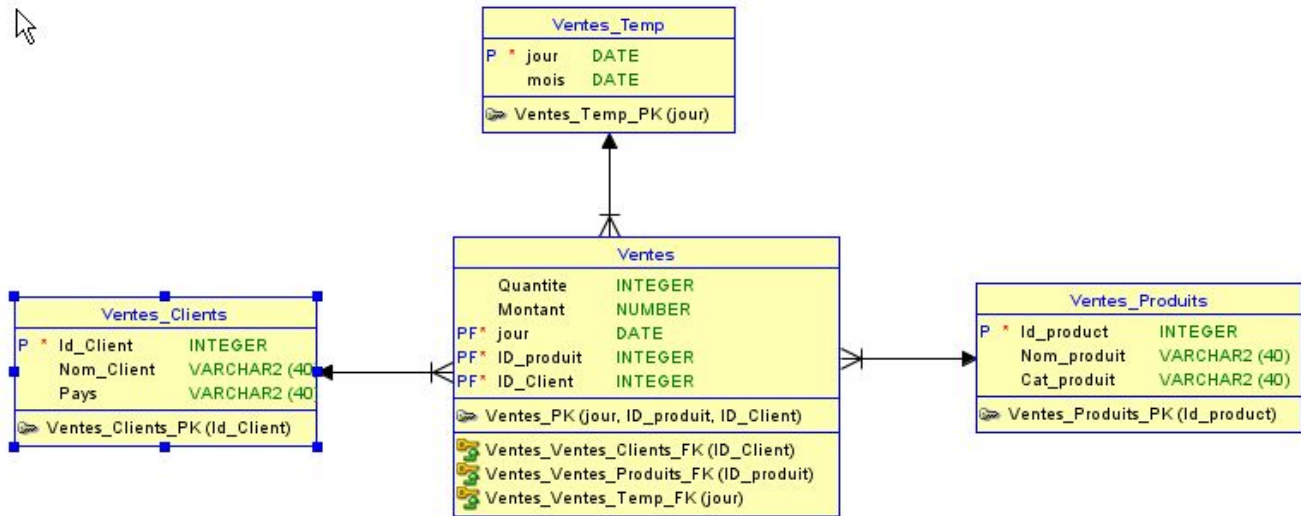 Ventes_Temp
P * jour DATE
mois DATE
Ventes_Temp_PK (jour)
Ventes
Quantite INTEGER
Montant NUMBER
PF* jour DATE
PF* ID_produit INTEGER
PF* ID_Client INTEGER
Ventes_PK (jour, ID_produit, ID_Client)
Ventes_Ventes_Clients_FK (ID_Client)
Ventes_Ventes_Produits_FK (ID_produit)
Ventes_Ventes_Temp_FK (jour)
Ventes_Clients
P * Id_Client INTEGER
Nom_Client VARCHAR2 (40
Pays VARCHAR2 (40
Ventes_Clients_PK (Id_Client)
Ventes_Produits
P * Id_product INTEGER
Nom_produit VARCHAR2 (40)
Cat_produit VARCHAR2 (40)
Ventes_Produits_PK (Id_product)